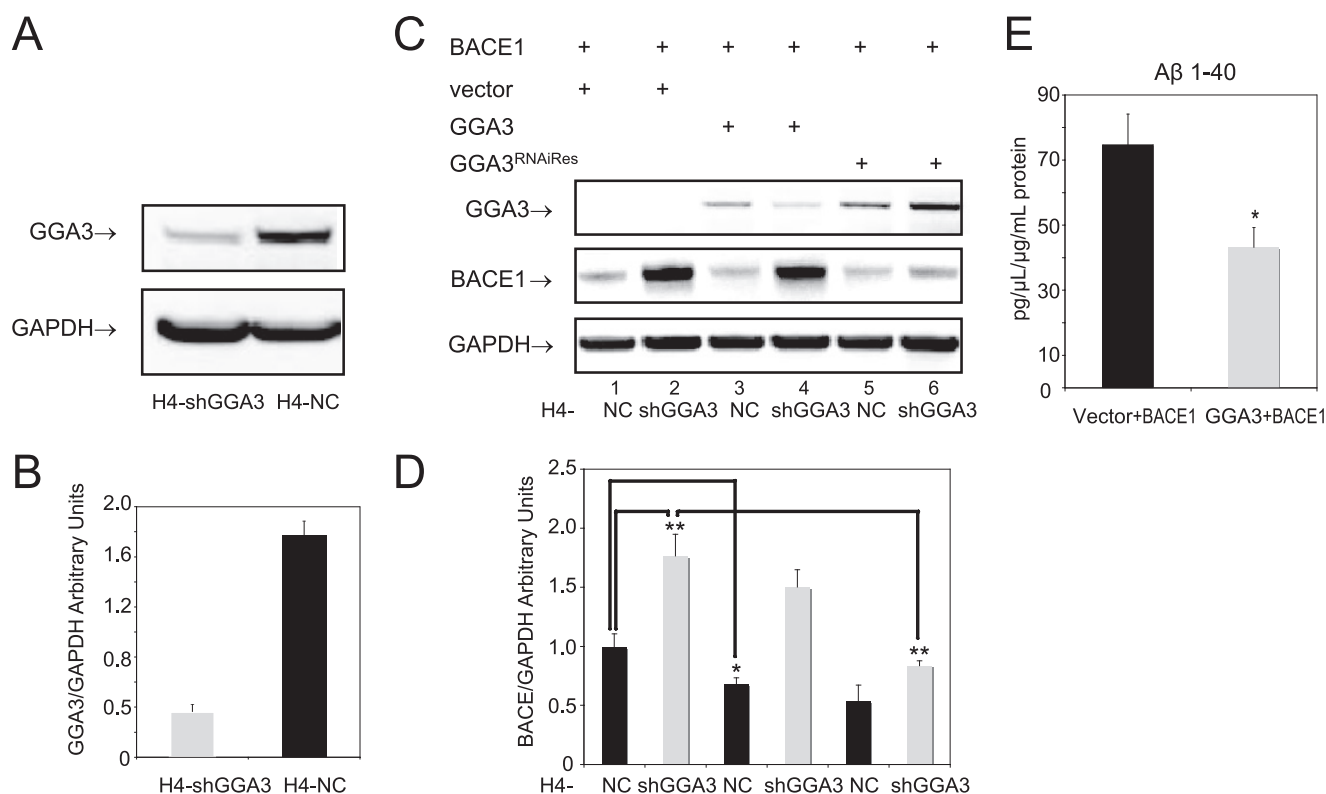 A
GGA3→
GAPDH→
H4-shGGA3 H4-NC
B
GGA3/GAPDH Arbitrary Units
2.0
1.6
1.2
0.8
0.5
0
H4-shGGA3 H4-NC
C
BACE1 + + + + + +
vector + +
GGA3 + +
GGA3RNAiRes + +
GGA3→
BACE1→
GAPDH→
1 2 3 4 5 6
H4- NC shGGA3 NC shGGA3 NC shGGA3
D
BACE/GAPDH Arbitrary Units
2.5
2.0
1.5
1.0
0.5
0
**
*
**
H4- NC shGGA3 NC shGGA3 NC shGGA3
E
Aβ 1-40
pg/µL/µg/mL protein
90
70
50
30
10
0
*
Vector+BACE1 GGA3+BACE1